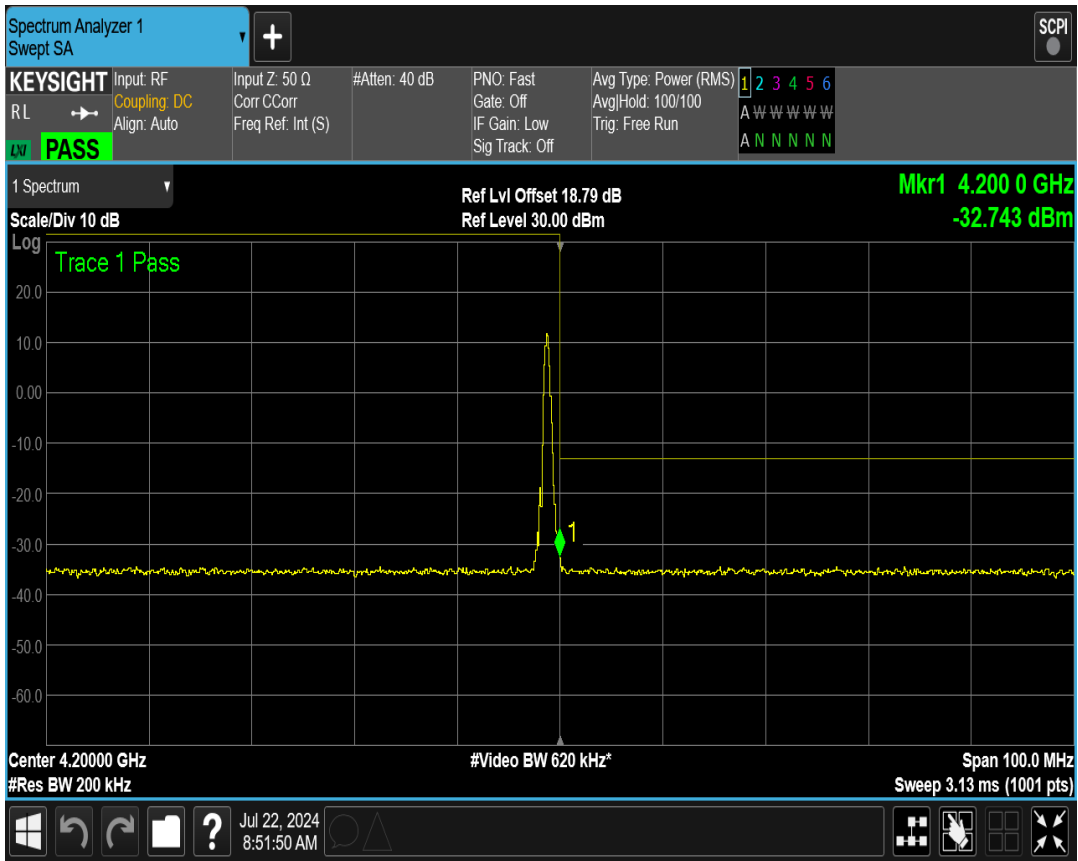 Spectrum Analyzer 1
Swept SA
SCPI
KEYSIGHT
R L
LXI PASS
Input: RF
Coupling: DC
Align: Auto
Input Z: 50 Ω
Corr CCorr
Freq Ref: Int (S)
#Atten: 40 dB
PNO: Fast
Gate: Off
IF Gain: Low
Sig Track: Off
Avg Type: Power (RMS)
Avg|Hold: 100/100
Trig: Free Run
1 2 3 4 5 6
A W W W W W
A N N N N N
1 Spectrum
Scale/Div 10 dB
Ref Lvl Offset 18.79 dB
Ref Level 30.00 dBm
Mkr1 4.200 0 GHz
-32.743 dBm
Log
Trace 1 Pass
20.0
10.0
0.00
-10.0
-20.0
-30.0
1
-40.0
-50.0
-60.0
Center 4.20000 GHz
#Res BW 200 kHz
#Video BW 620 kHz*
Span 100.0 MHz
Sweep 3.13 ms (1001 pts)
?
Jul 22, 2024
8:51:50 AM